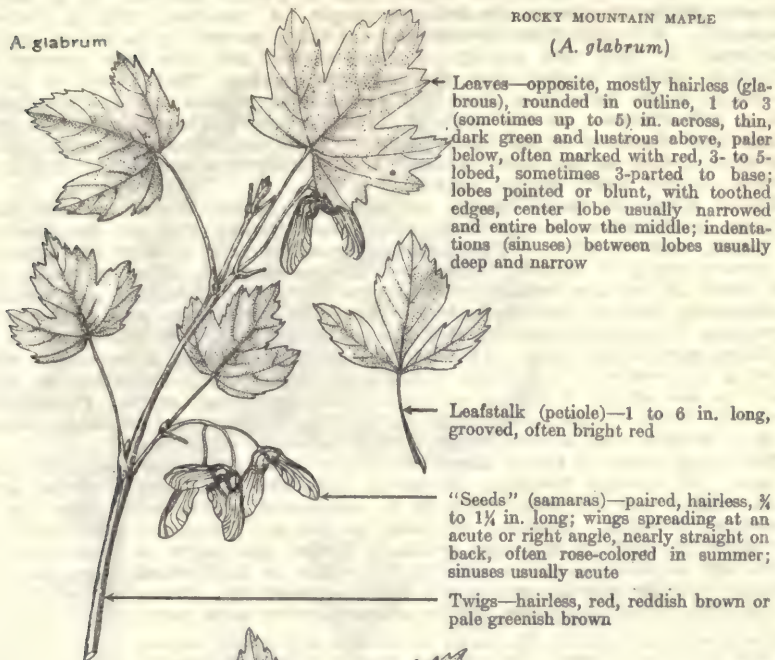 ROCKY MOUNTAIN MAPLE
A. glabrum
(A. glabrum)
Leaves—opposite, mostly hairless (gla-
brous), rounded in outline, 1 to 3
(sometimes up to 5) in. across, thin,
dark green and lustrous above, paler
below, often marked with red, 3- to 5-
lobed, sometimes 3-parted to base;
lobes pointed or blunt, with toothed
edges, center lobe usually narrowed
and entire below the middle; indenta-
tions (sinuses) between lobes usually
deep and narrow
Leafstalk (petiole)—1 to 6 in. long,
grooved, often bright red
"Seeds" (samaras)—paired, hairless, ¾
to 1¼ in. long; wings spreading at an
acute or right angle, nearly straight on
back, often rose-colored in summer;
sinuses usually acute
Twigs—hairless, red, reddish brown or
pale greenish brown